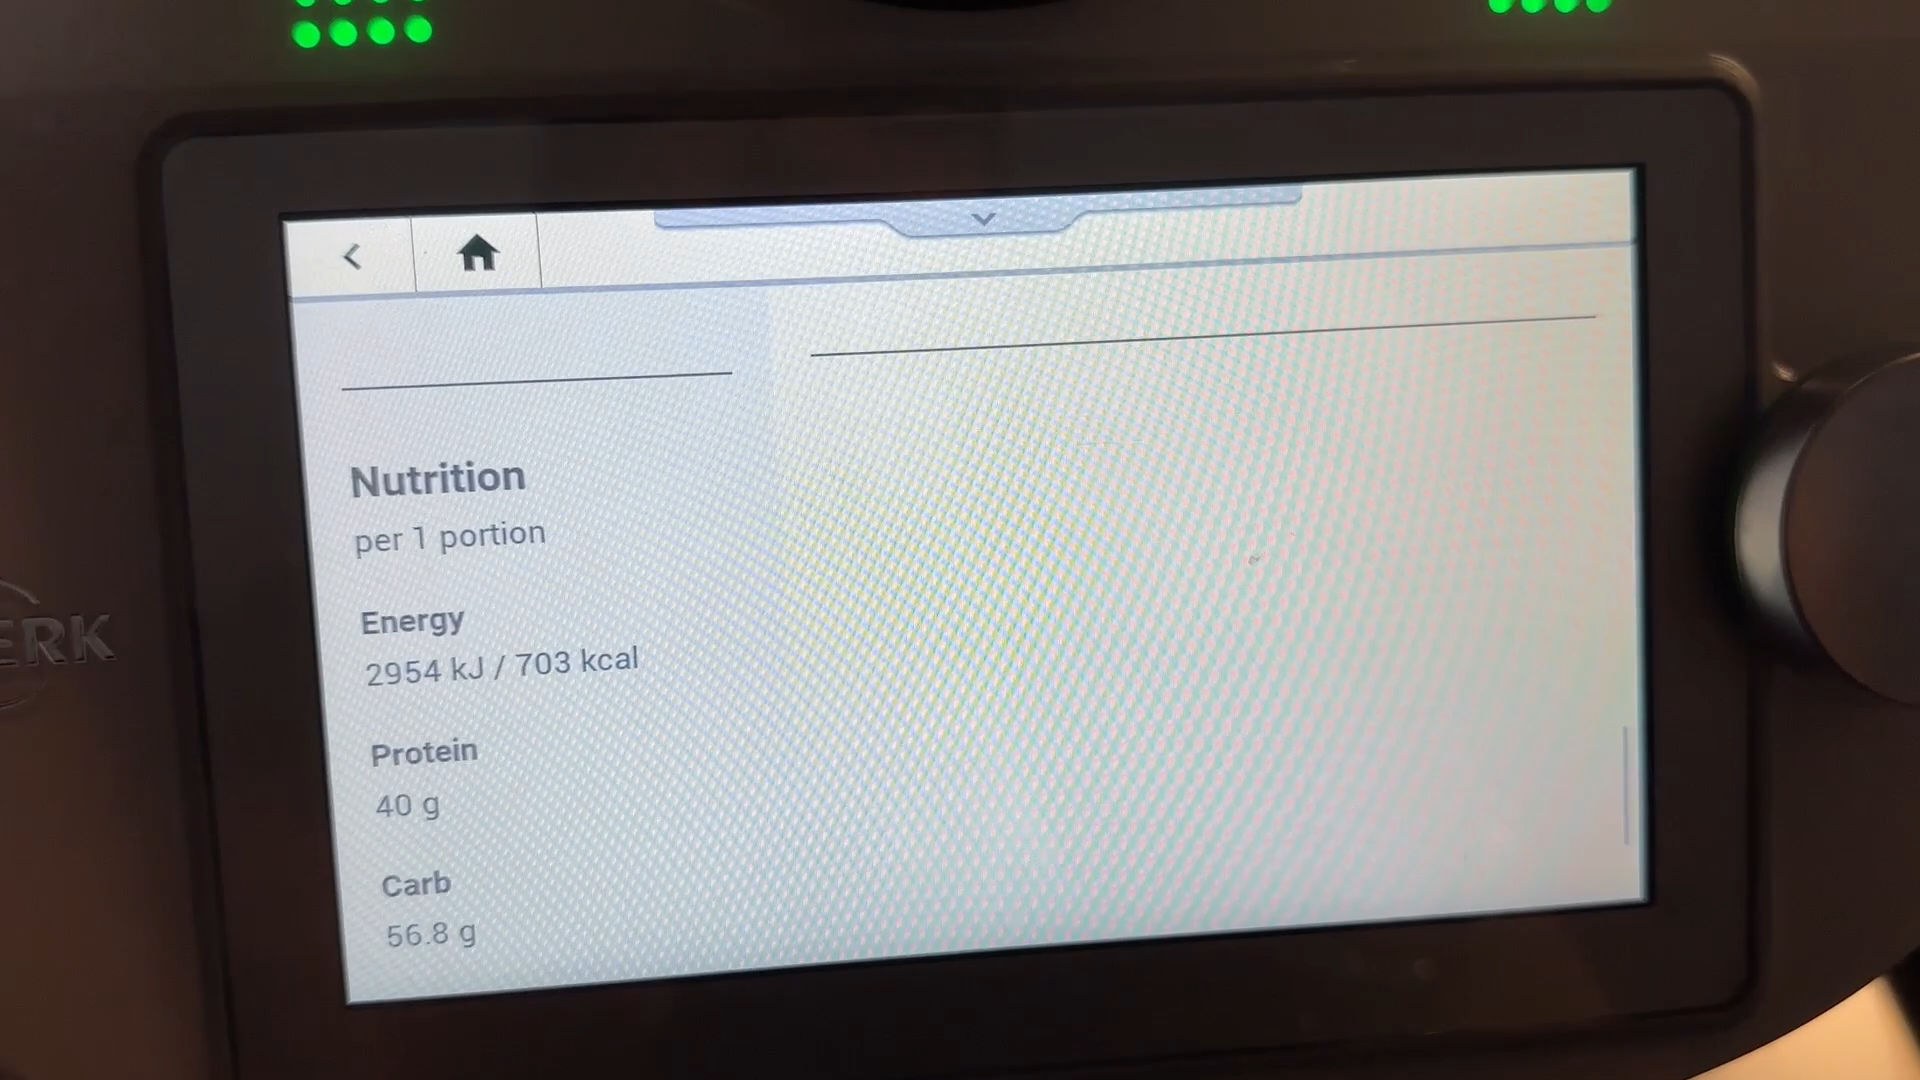 Nutrition
per 1 portion
Energy
2954 kJ / 703 kcal
Protein
40 g
Carb
56.8 g
ERK